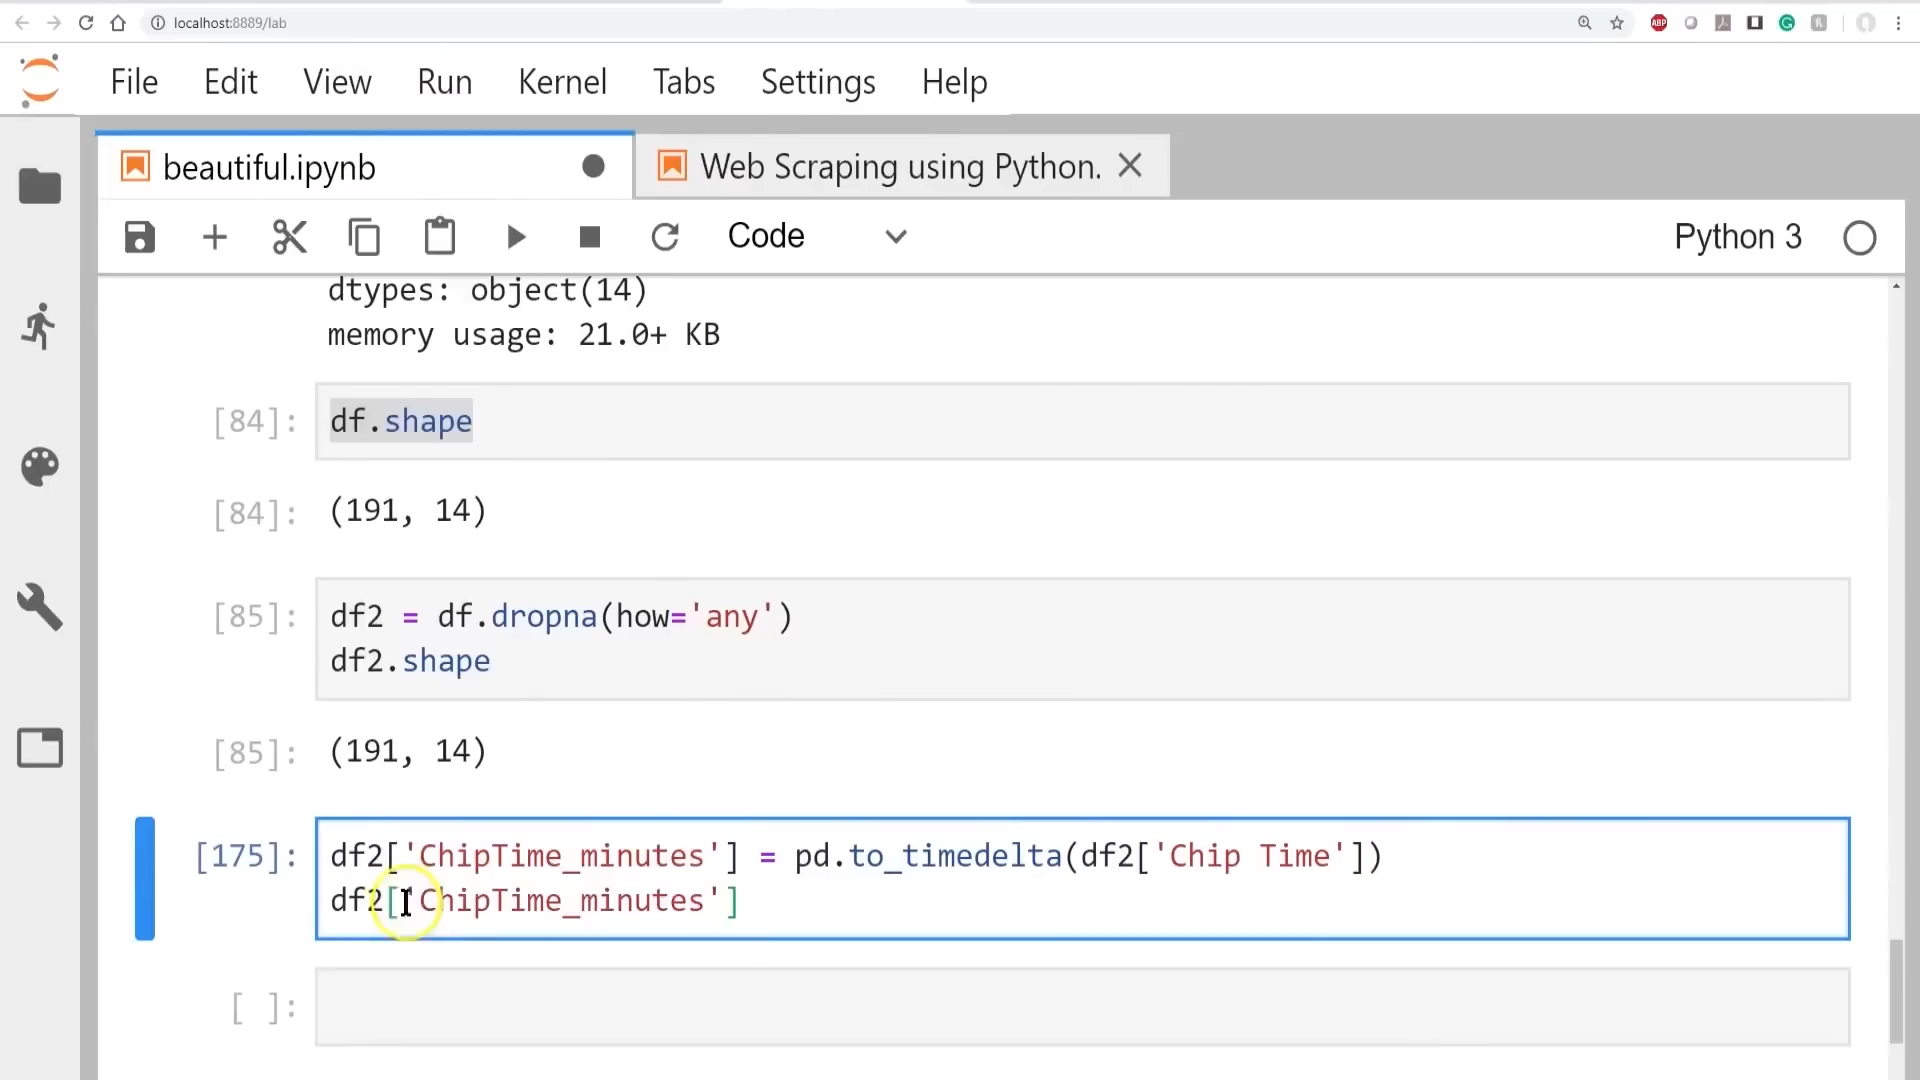 localhost:8889/lab
ABP
File Edit View Run Kernel Tabs Settings Help
beautiful.ipynb
Web Scraping using Python.
Code
Python 3
dtypes: object(14)
memory usage: 21.0+ KB
[84]: df.shape
[84]: (191, 14)
[85]: df2 = df.dropna(how='any')
df2.shape
[85]: (191, 14)
[175]: df2['ChipTime_minutes'] = pd.to_timedelta(df2['Chip Time'])
df2['ChipTime_minutes']
[ ]: